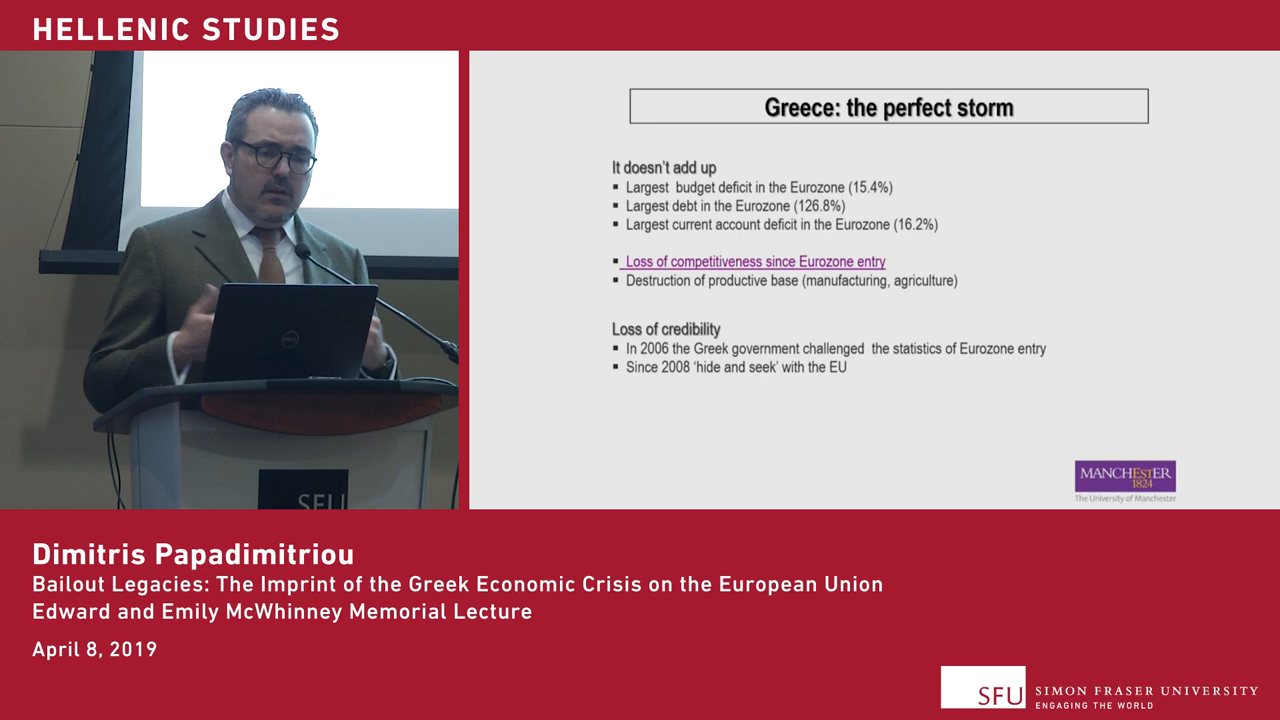 HELLENIC STUDIES
Greece: the perfect storm
It doesn't add up
▪ Largest budget deficit in the Eurozone (15.4%)
▪ Largest debt in the Eurozone (126.8%)
▪ Largest current account deficit in the Eurozone (16.2%)
▪ Loss of competitiveness since Eurozone entry
▪ Destruction of productive base (manufacturing, agriculture)
Loss of credibility
▪ In 2006 the Greek government challenged the statistics of Eurozone entry
▪ Since 2008 'hide and seek' with the EU
MANCHESTER
1824
The University of Manchester
DELL
SFU
Dimitris Papadimitriou
Bailout Legacies: The Imprint of the Greek Economic Crisis on the European Union
Edward and Emily McWhinney Memorial Lecture
April 8, 2019
SFU SIMON FRASER UNIVERSITY
ENGAGING THE WORLD